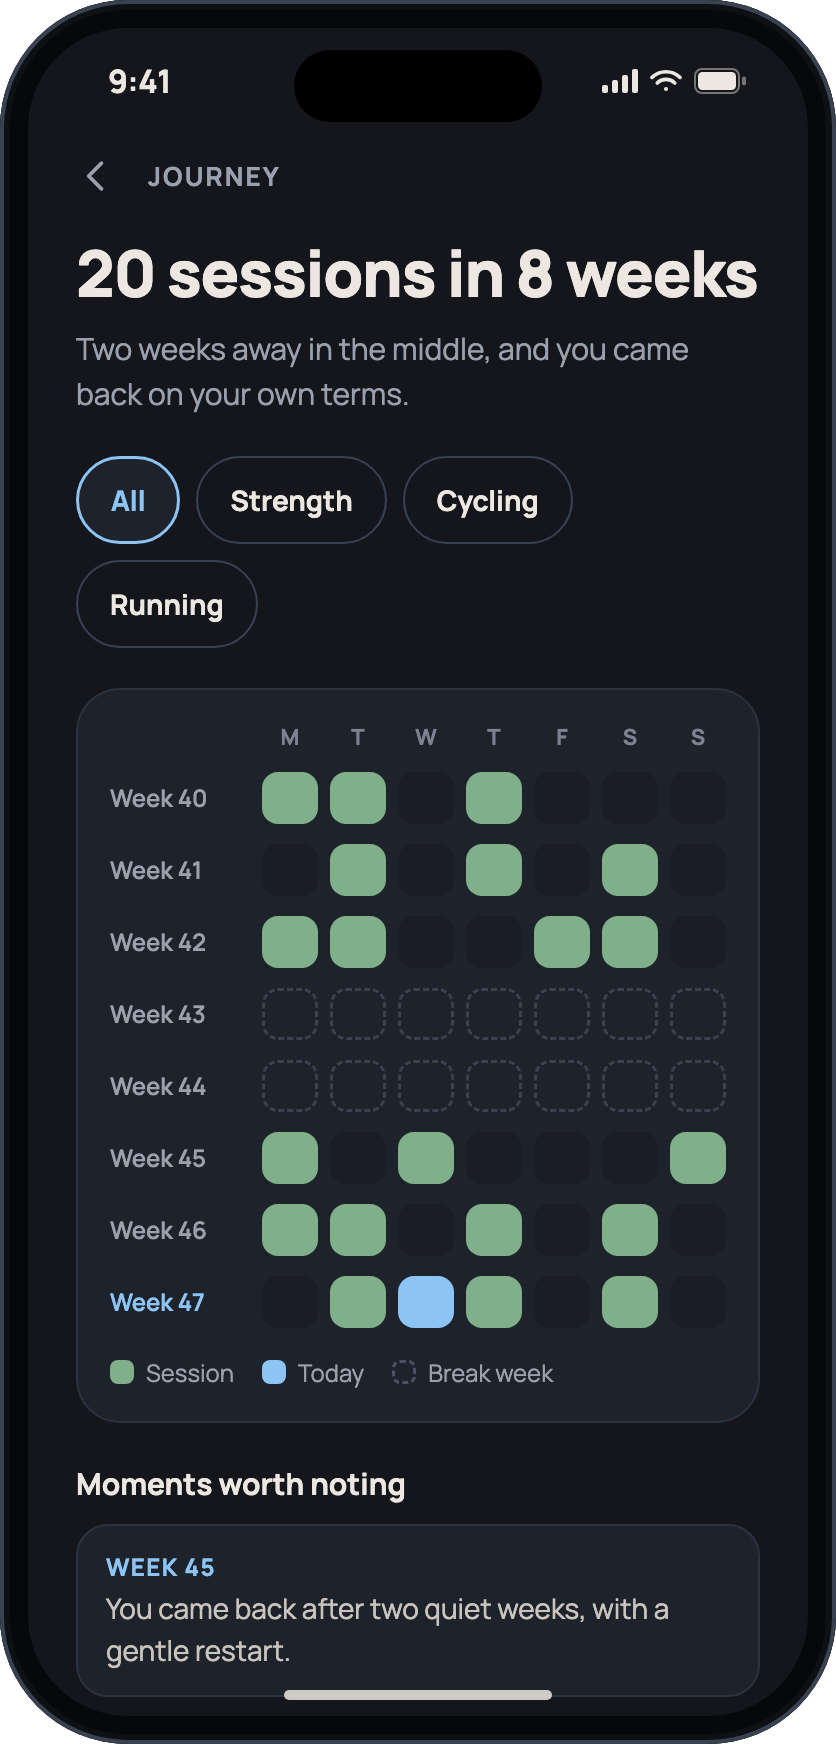 9:41
JOURNEY
20 sessions in 8 weeks
Two weeks away in the middle, and you came
back on your own terms.
All Strength Cycling
Running
M T W T F S S
Week 40
Week 41
Week 42
Week 43
Week 44
Week 45
Week 46
Week 47
Session Today Break week
Moments worth noting
WEEK 45
You came back after two quiet weeks, with a
gentle restart.